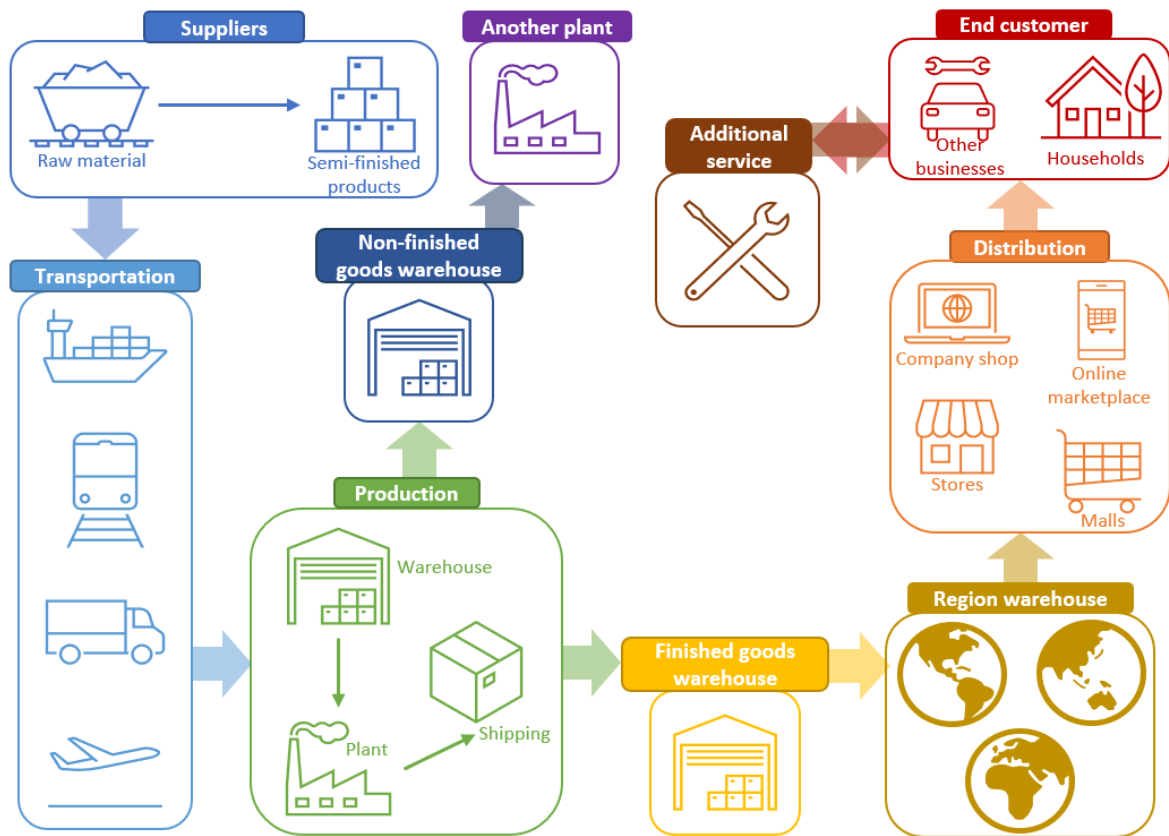 Suppliers
Raw material
Semi-finished
products
Another plant
End customer
Other
businesses
Households
Additional
service
Transportation
Non-finished
goods warehouse
Distribution
Company shop
Online
marketplace
Stores
Malls
Production
Warehouse
Plant
Shipping
Finished goods
warehouse
Region warehouse